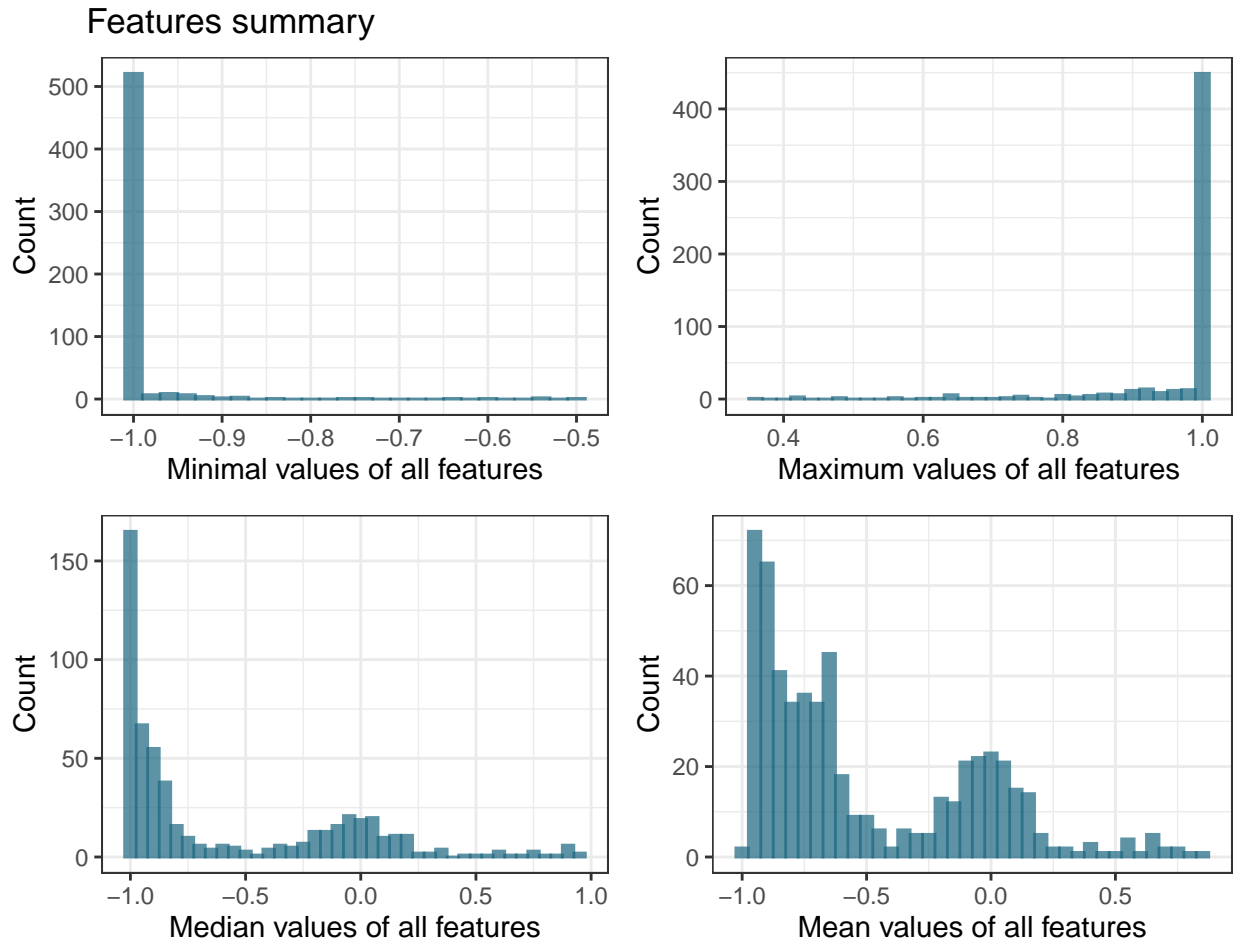 Features summary
Count
500
400
300
200
100
0
−1.0 −0.9 −0.8 −0.7 −0.6 −0.5
Minimal values of all features
Count
400
300
200
100
0
0.4 0.6 0.8 1.0
Maximum values of all features
Count
150
100
50
0
−1.0 −0.5 0.0 0.5 1.0
Median values of all features
Count
60
40
20
0
−1.0 −0.5 0.0 0.5
Mean values of all features